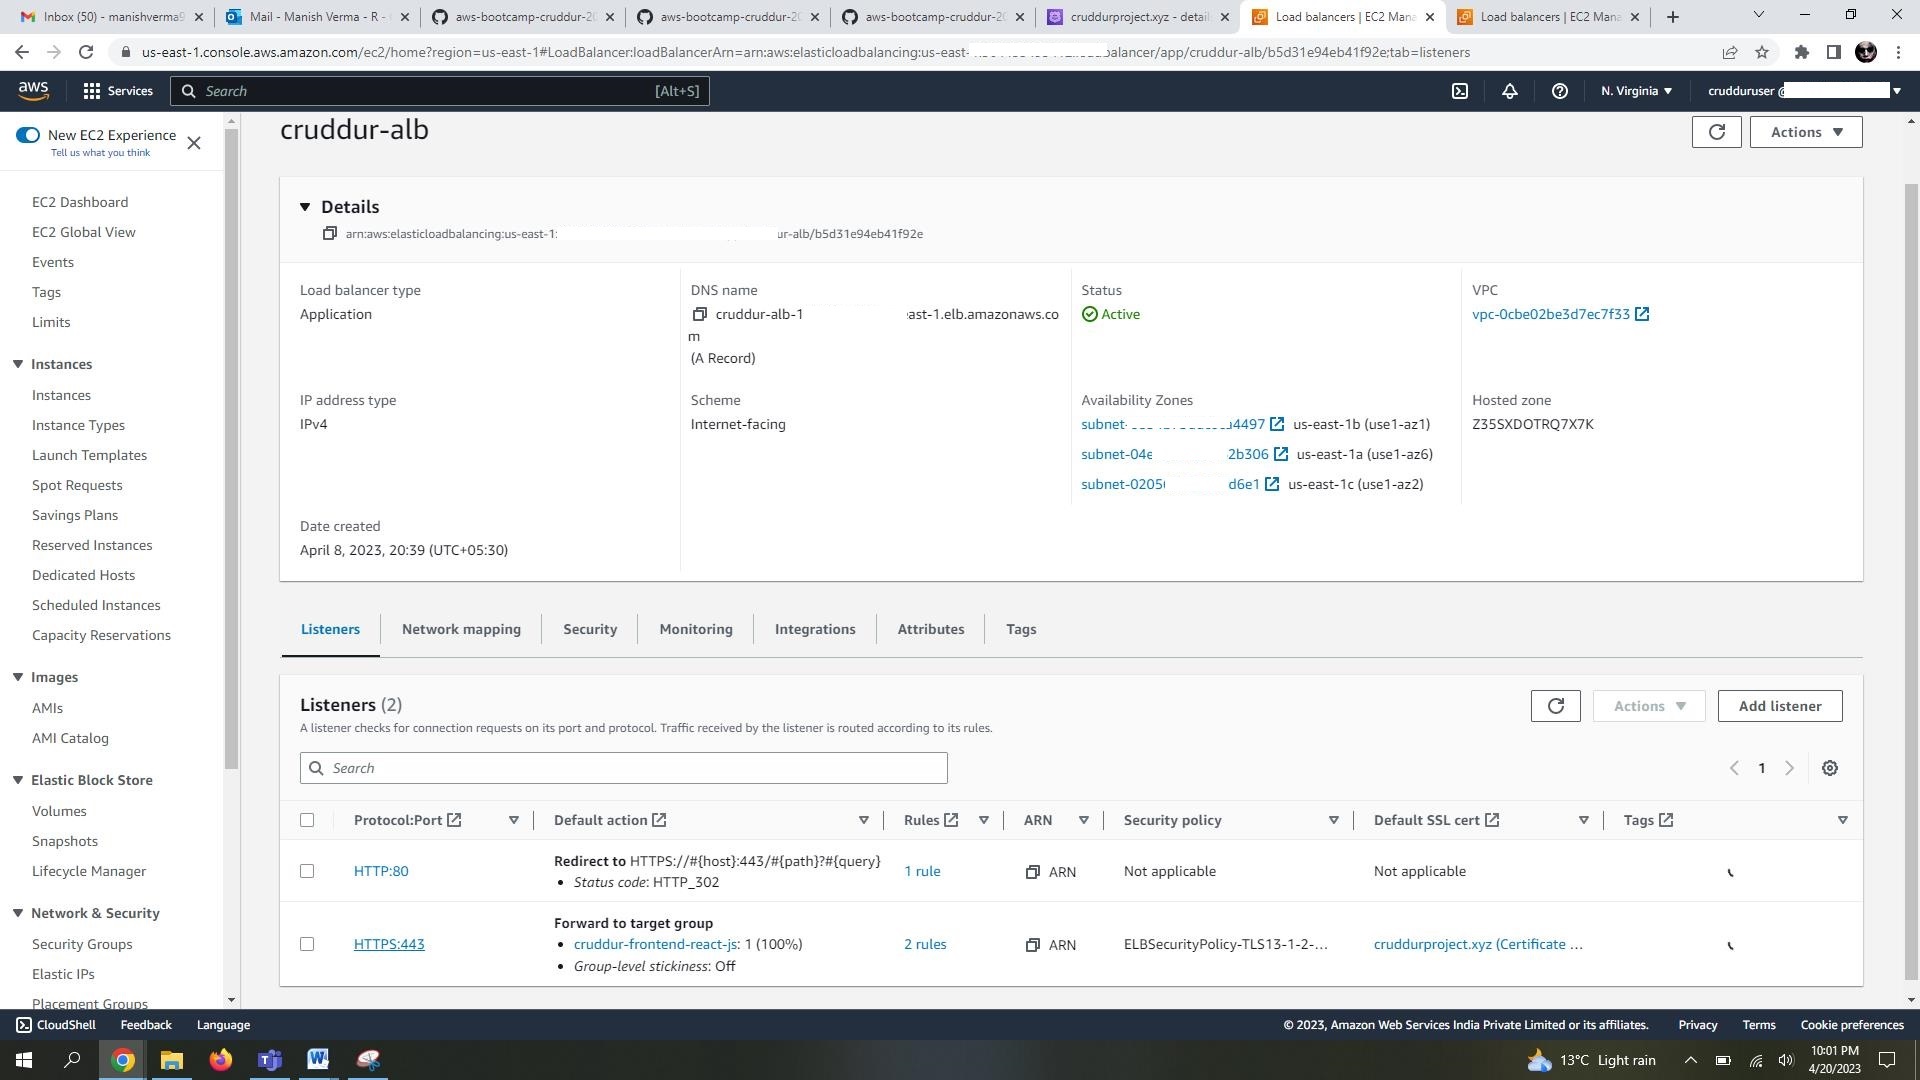 Inbox (50) - manishverma9
Mail - Manish Verma - R -
aws-bootcamp-cruddur-20
aws-bootcamp-cruddur-20
aws-bootcamp-cruddur-20
cruddurproject.xyz - detail
Load balancers | EC2 Mana
Load balancers | EC2 Mana
us-east-1.console.aws.amazon.com/ec2/home?region=us-east-1#LoadBalancer:loadBalancerArn=arn:aws:elasticloadbalancing:us-east- balancer/app/cruddur-alb/b5d31e94eb41f92e;tab=listeners
aws
Services
Search [Alt+S]
N. Virginia
crudduruser @
New EC2 Experience
Tell us what you think
EC2 Dashboard
EC2 Global View
Events
Tags
Limits
Instances
Instances
Instance Types
Launch Templates
Spot Requests
Savings Plans
Reserved Instances
Dedicated Hosts
Scheduled Instances
Capacity Reservations
Images
AMIs
AMI Catalog
Elastic Block Store
Volumes
Snapshots
Lifecycle Manager
Network & Security
Security Groups
Elastic IPs
Placement Groups
cruddur-alb
Actions
Details
arn:aws:elasticloadbalancing:us-east-1: ur-alb/b5d31e94eb41f92e
Load balancer type
Application
DNS name
cruddur-alb-1 ast-1.elb.amazonaws.co
m
(A Record)
Status
Active
VPC
vpc-0cbe02be3d7ec7f33
IP address type
IPv4
Scheme
Internet-facing
Availability Zones
subnet- 4497 us-east-1b (use1-az1)
subnet-04e 2b306 us-east-1a (use1-az6)
subnet-0205 d6e1 us-east-1c (use1-az2)
Hosted zone
Z35SXDOTRQ7X7K
Date created
April 8, 2023, 20:39 (UTC+05:30)
Listeners Network mapping Security Monitoring Integrations Attributes Tags
Listeners (2)
A listener checks for connection requests on its port and protocol. Traffic received by the listener is routed according to its rules.
Actions
Add listener
Search
1
Protocol:Port Default action Rules ARN Security policy Default SSL cert Tags
HTTP:80
Redirect to HTTPS://#{host}:443/#{path}?#{query}
• Status code: HTTP_302
1 rule
ARN
Not applicable
Not applicable
HTTPS:443
Forward to target group
• cruddur-frontend-react-js: 1 (100%)
• Group-level stickiness: Off
2 rules
ARN
ELBSecurityPolicy-TLS13-1-2-...
cruddurproject.xyz (Certificate ...
CloudShell Feedback Language
© 2023, Amazon Web Services India Private Limited or its affiliates. Privacy Terms Cookie preferences
13°C Light rain
10:01 PM
4/20/2023